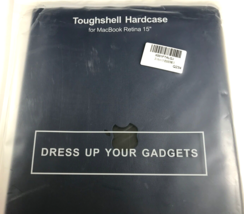 Toughshell Hardcase
for MacBook Retina 15"
DRESS UP YOUR GADGETS